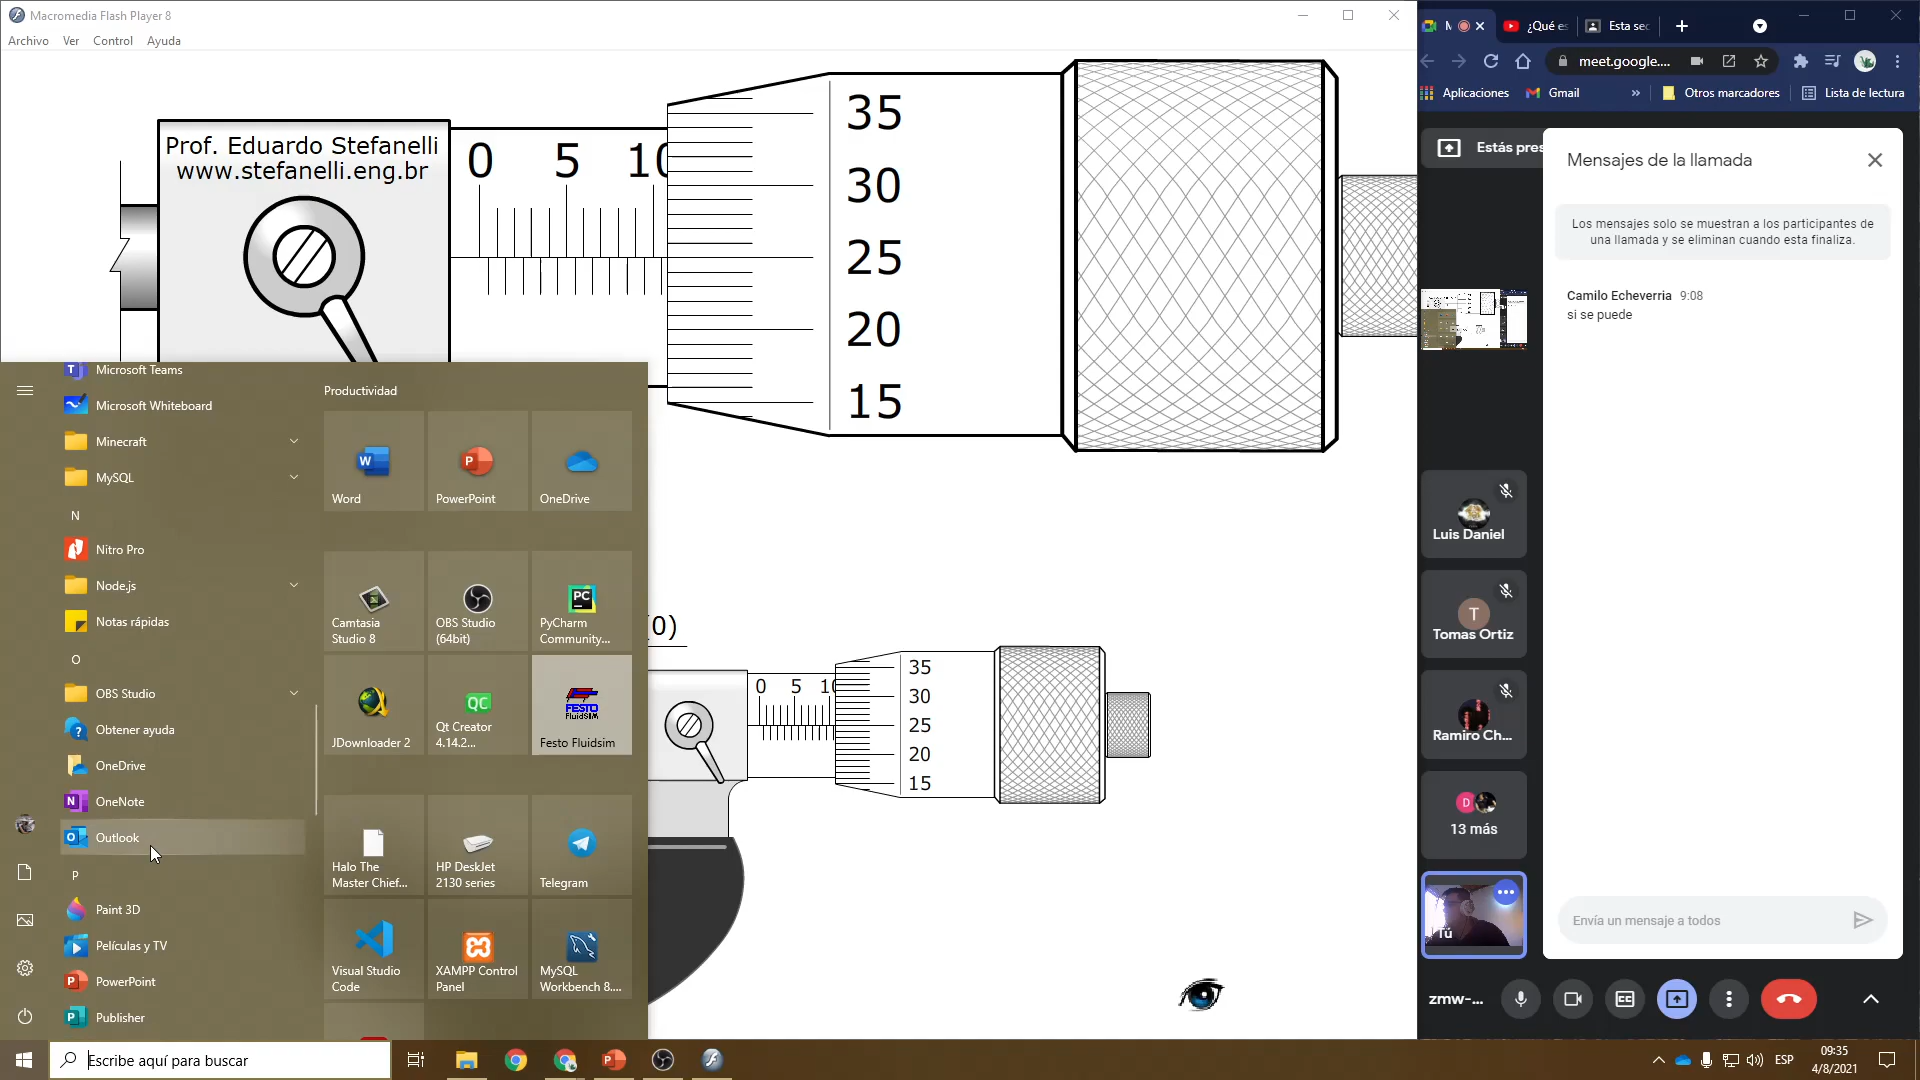 Macromedia Flash Player 8
Archivo Ver Control Ayuda
Prof. Eduardo Stefanelli
www.stefanelli.eng.br
0 5
35
30
25
20
15
Microsoft Teams
Microsoft Whiteboard
Minecraft
MySQL
N
Nitro Pro
Node.js
Notas rápidas
O
OBS Studio
Obtener ayuda
OneDrive
OneNote
Outlook
P
Paint 3D
Películas y TV
PowerPoint
Publisher
Productividad
Word PowerPoint OneDrive
Camtasia
Studio 8
OBS Studio
(64bit)
PyCharm
Community...
JDownloader 2
Qt Creator
4.14.2...
FESTO
FluidSIM
Festo Fluidsim
Halo The
Master Chief...
HP DeskJet
2130 series
Telegram
Visual Studio
Code
XAMPP Control
Panel
MySQL
Workbench 8....
0)
0 5
35
30
25
20
15
Escribe aquí para buscar
¿Qué es
Esta sec
meet.google....
Aplicaciones Gmail » Otros marcadores Lista de lectura
Estás pres
Mensajes de la llamada
Los mensajes solo se muestran a los participantes de
una llamada y se eliminan cuando esta finaliza.
Camilo Echeverria 9:08
si se puede
Luis Daniel
T
Tomas Ortiz
Ramiro Ch...
D
13 más
Tú
Envía un mensaje a todos
zmw-...
ESP
09:35
4/8/2021